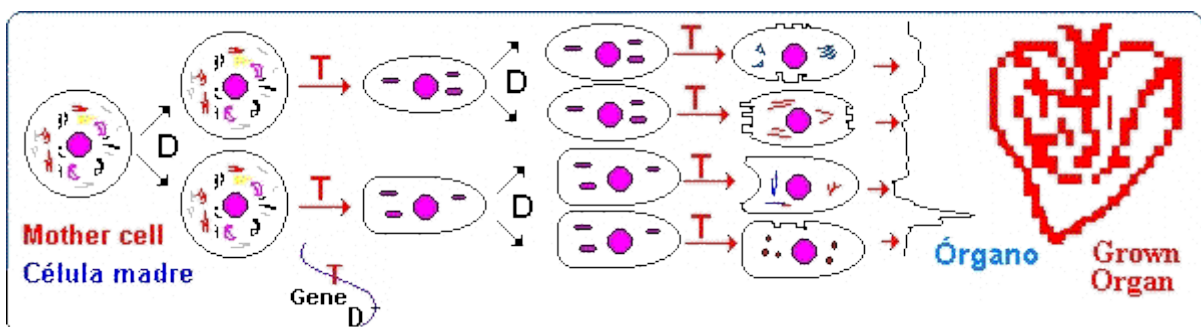 D
T
T
D
D
T
T
T
T
Mother cell
Célula madre
T
Gene
D
Órgano
Grown
Organ